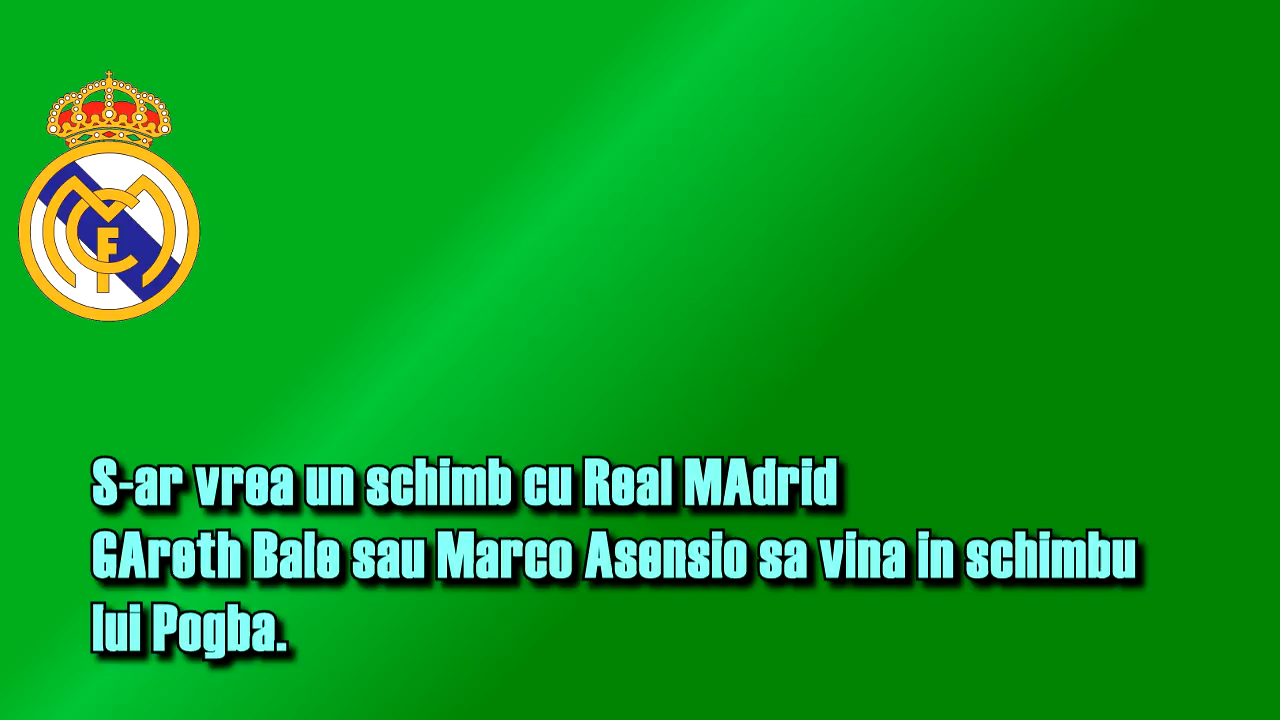 S-ar vrea un schimb cu Real MAdrid
GAreth Bale sau Marco Asensio sa vina in schimbu
lui Pogba.